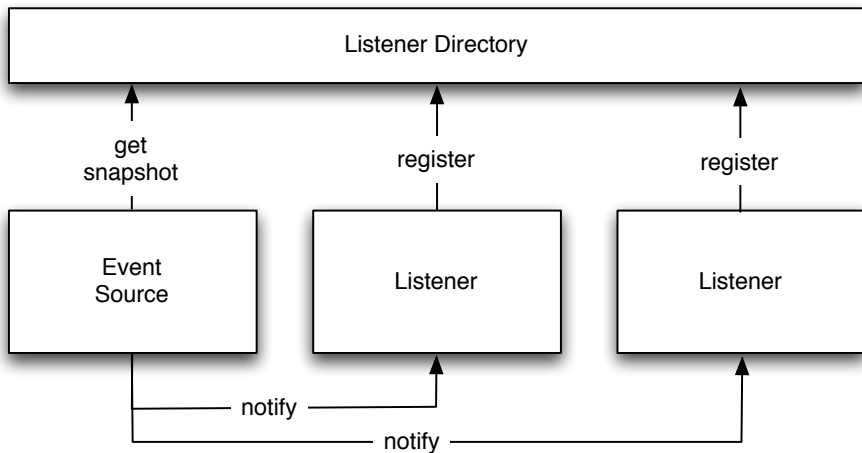 Listener Directory
get
snapshot
register
register
Event
Source
Listener
Listener
notify
notify